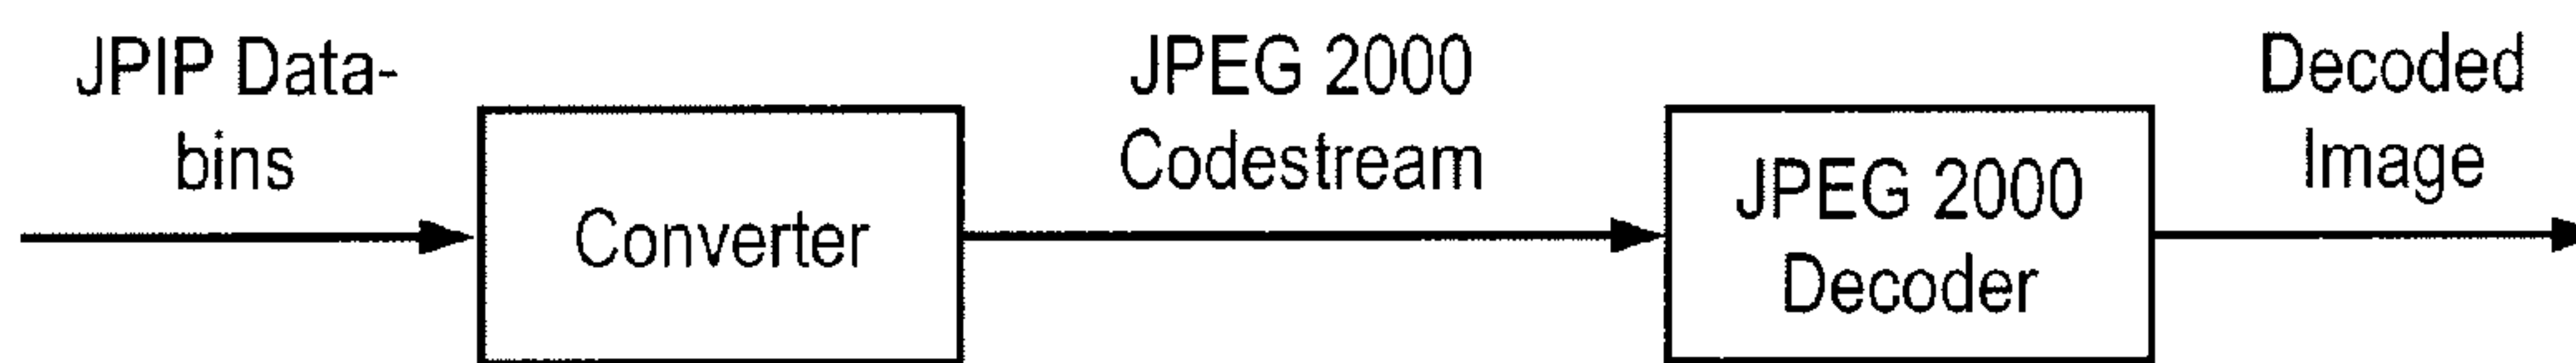 JPIP Data-
bins
Converter
JPEG 2000
Codestream
JPEG 2000
Decoder
Decoded
Image